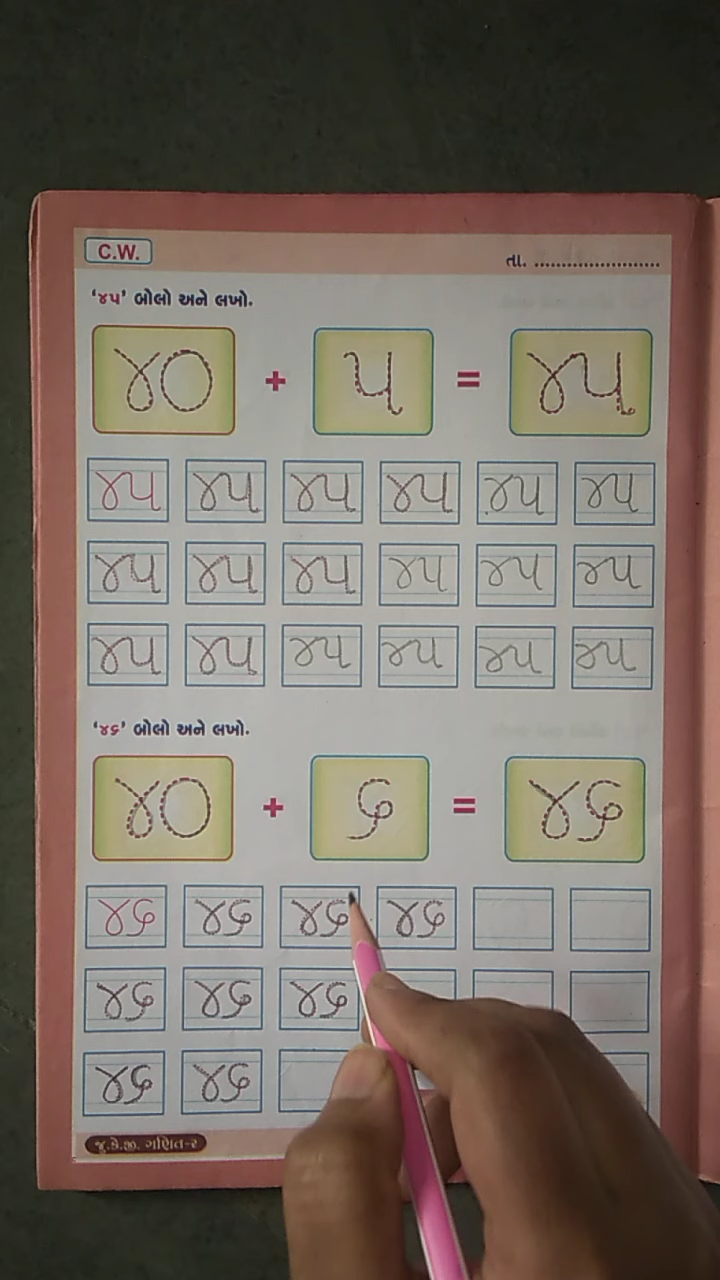 C.W.
તા. ......................
‘૪૫’ બોલો અને લખો.
૪૦ + ૫ = ૪૫
૪૫ ૪૫ ૪૫ ૪૫ ૪૫ ૪૫
૪૫ ૪૫ ૪૫ ૪૫ ૪૫ ૪૫
૪૫ ૪૫ ૪૫ ૪૫ ૪૫ ૪૫
‘૪૬’ બોલો અને લખો.
૪૦ + ૬ = ૪૬
૪૬ ૪૬ ૪૬ ૪૬
૪૬ ૪૬ ૪૬
૪૬ ૪૬
જુ.કે.જી. ગણિત-૨